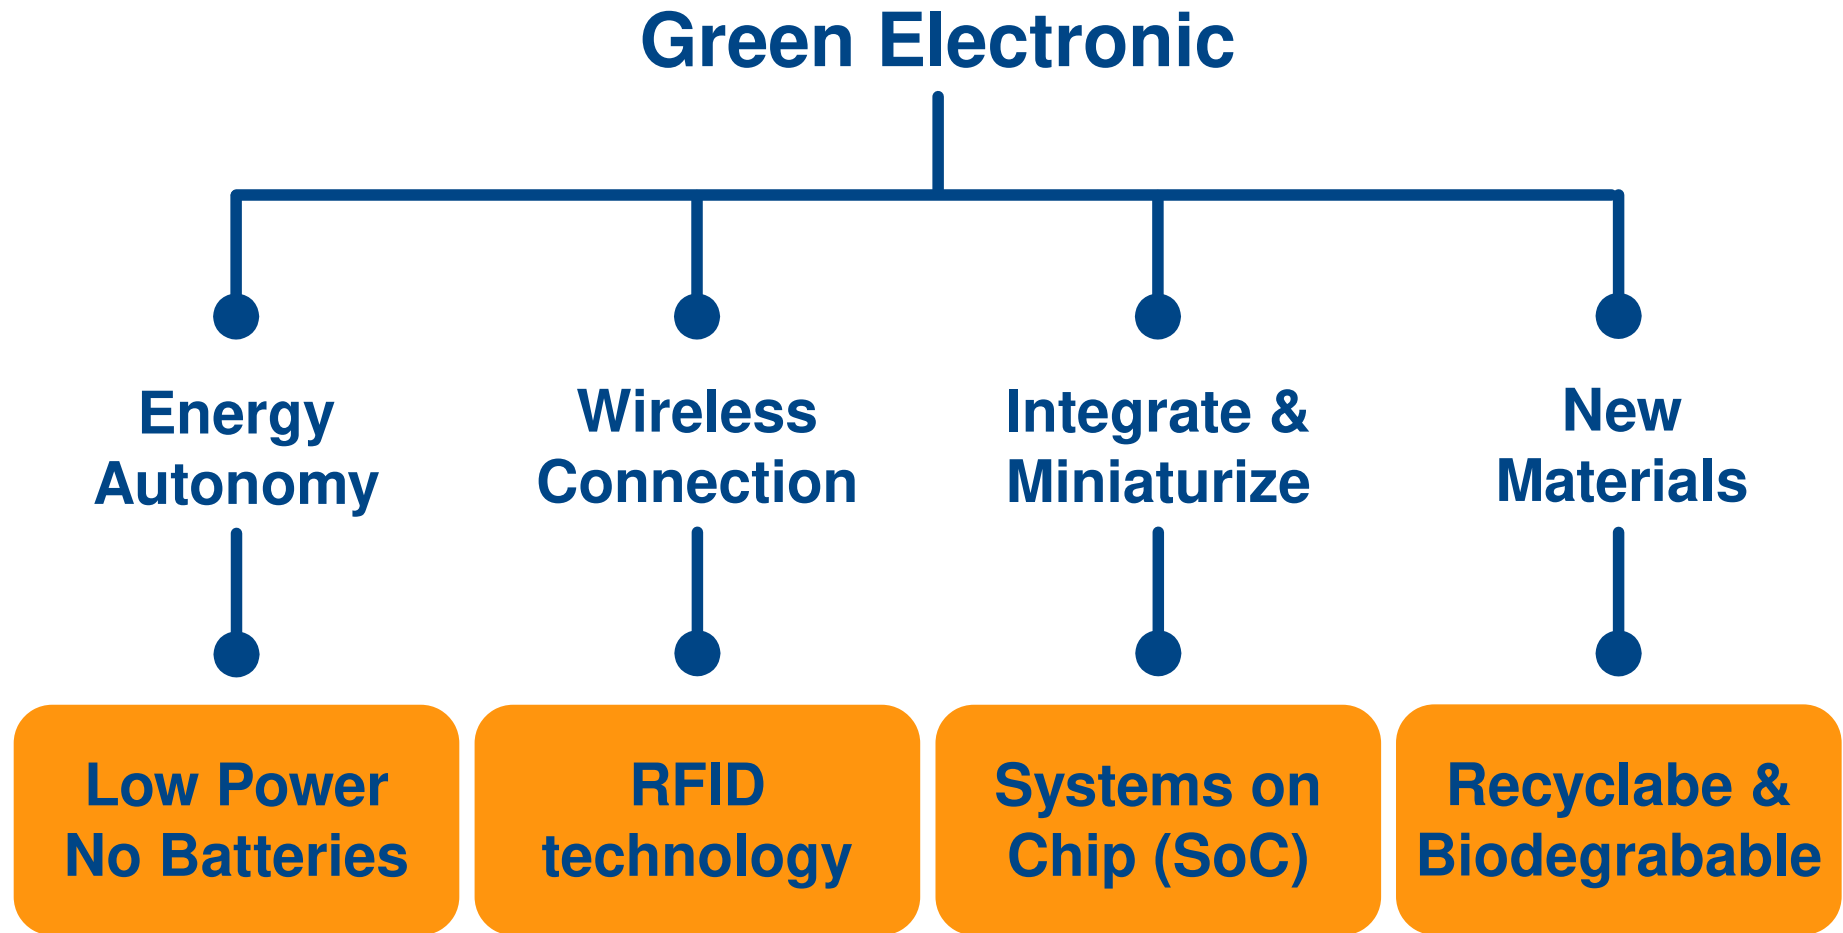 Green Electronic
Energy
Autonomy
Wireless
Connection
Integrate &
Miniaturize
New
Materials
Low Power
No Batteries
RFID
technology
Systems on
Chip (SoC)
Recyclabe &
Biodegrabable